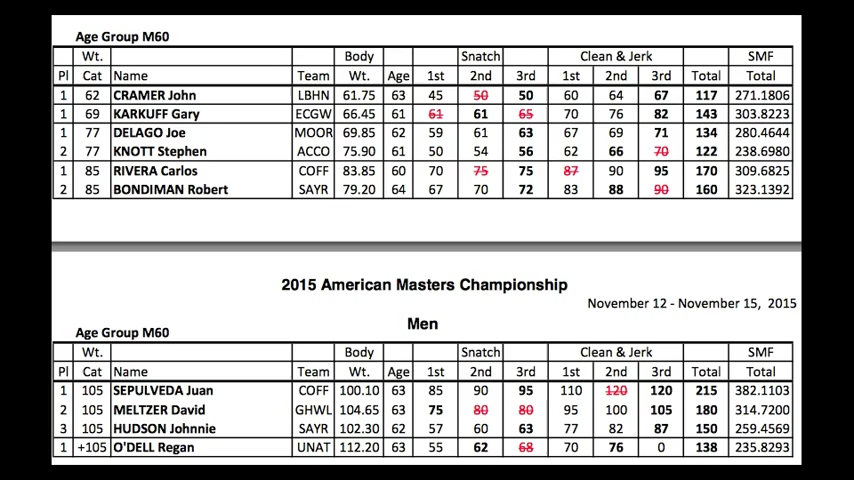 Age Group M60
Wt. Body Snatch Clean & Jerk SMF
Pl Cat Name Team Wt. Age 1st 2nd 3rd 1st 2nd 3rd Total Total
1 62 CRAMER John LBHN 61.75 63 45 50 50 60 64 67 117 271.1806
1 69 KARKUFF Gary ECGW 66.45 61 61 61 65 70 76 82 143 303.8223
1 77 DELAGO Joe MOOR 69.85 62 59 61 63 67 69 71 134 280.4644
2 77 KNOTT Stephen ACCO 75.90 61 50 54 56 62 66 70 122 238.6980
1 85 RIVERA Carlos COFF 83.85 60 70 75 75 87 90 95 170 309.6825
2 85 BONDIMAN Robert SAYR 79.20 64 67 70 72 83 88 90 160 323.1392
2015 American Masters Championship
November 12 - November 15, 2015
Men
Age Group M60
Wt. Body Snatch Clean & Jerk SMF
Pl Cat Name Team Wt. Age 1st 2nd 3rd 1st 2nd 3rd Total Total
1 105 SEPULVEDA Juan COFF 100.10 63 85 90 95 110 120 120 215 382.1103
2 105 MELTZER David GHWL 104.65 63 75 80 80 95 100 105 180 314.7200
3 105 HUDSON Johnnie SAYR 102.30 62 57 60 63 77 82 87 150 259.4569
1 +105 O'DELL Regan UNAT 112.20 63 55 62 68 70 76 0 138 235.8293